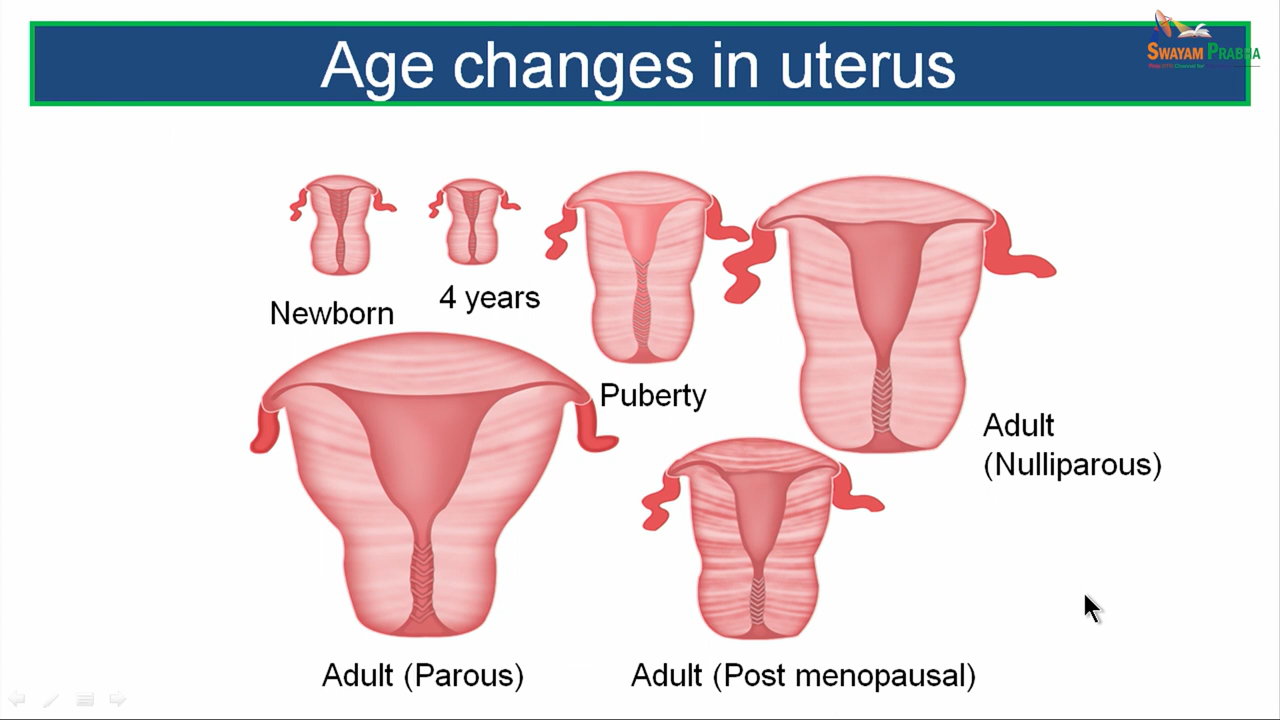 Age changes in uterus
SWAYAM PRABHA
Newborn
4 years
Puberty
Adult
(Nulliparous)
Adult (Parous)
Adult (Post menopausal)